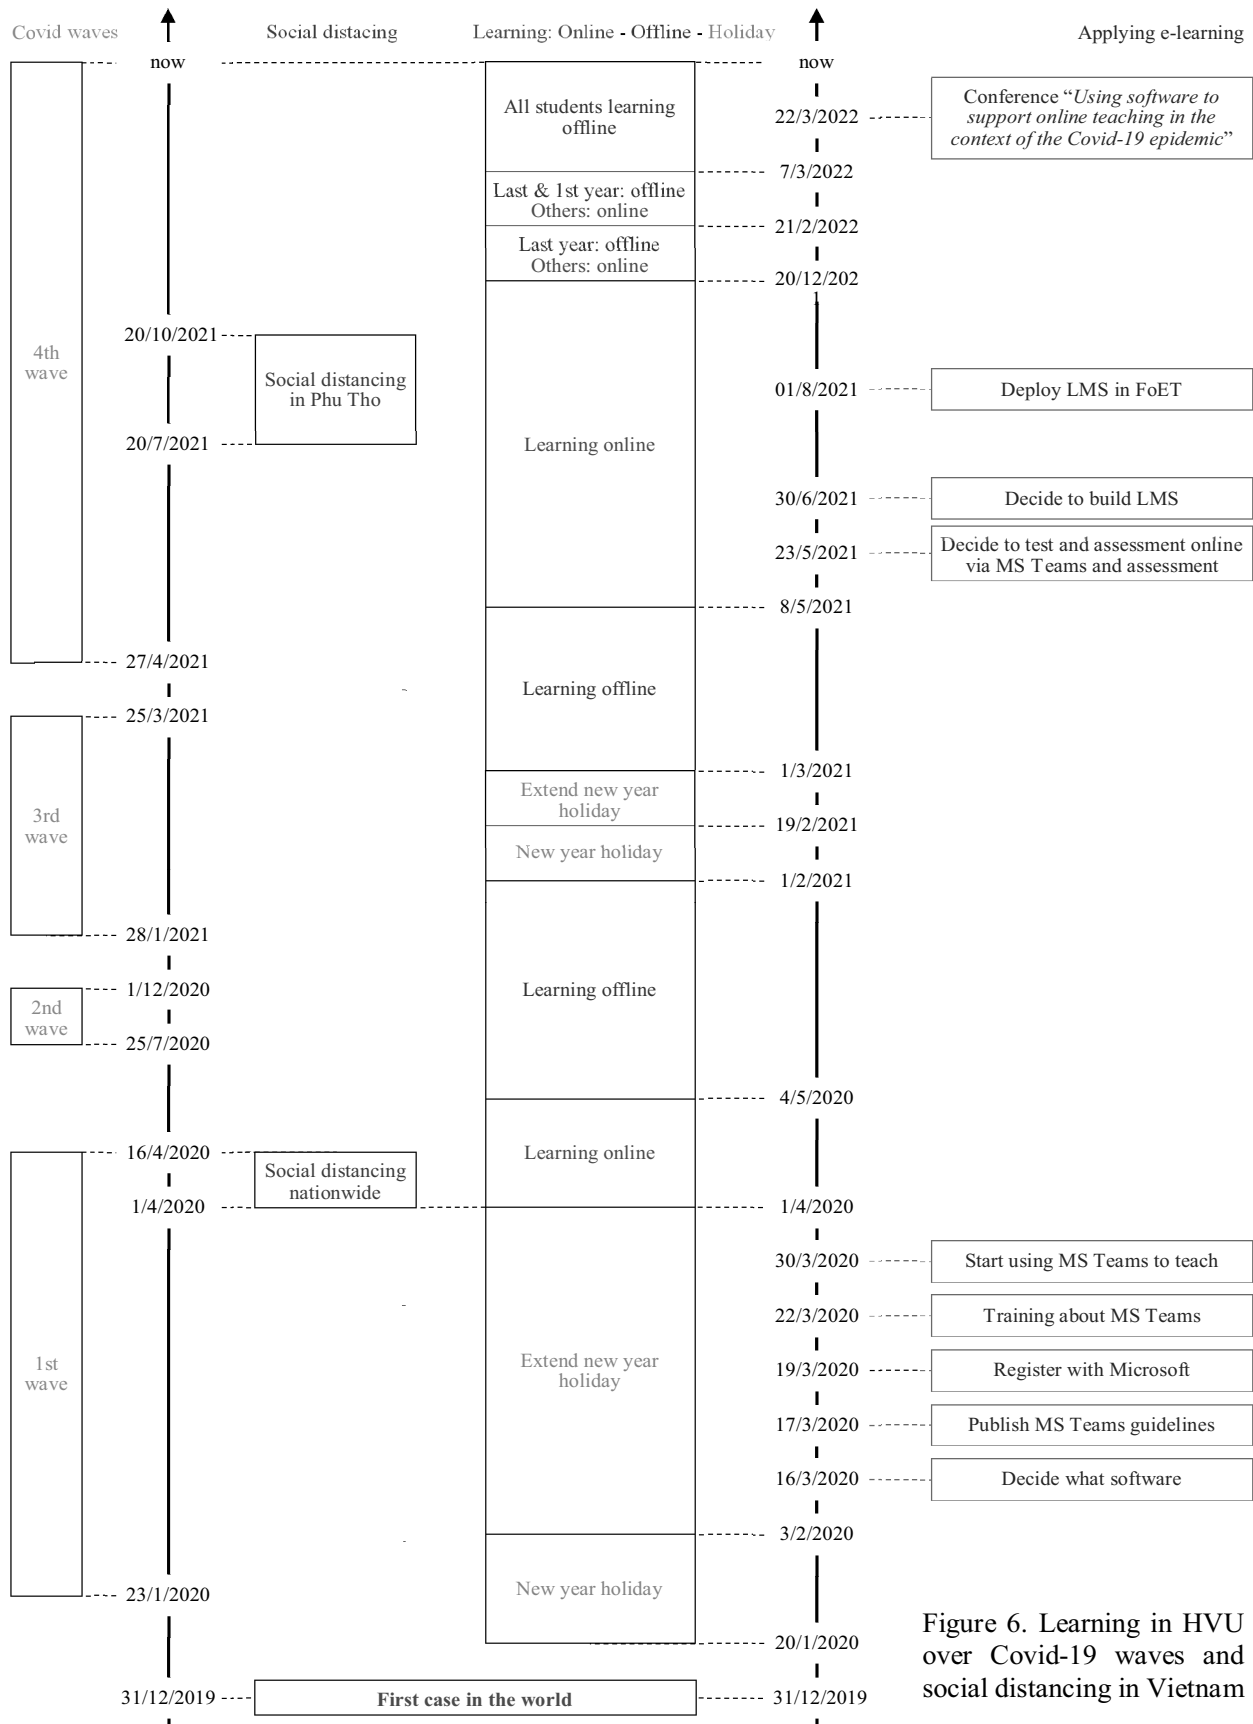 Covid waves
Social distacing
Learning: Online - Offline - Holiday
Applying e-learning
now
now
All students learning
offline
22/3/2022
Conference “Using software to
support online teaching in the
context of the Covid-19 epidemic”
7/3/2022
Last & 1st year: offline
Others: online
21/2/2022
Last year: offline
Others: online
20/12/202
1
20/10/2021
4th
wave
Social distancing
in Phu Tho
01/8/2021
Deploy LMS in FoET
20/7/2021
Learning online
30/6/2021
Decide to build LMS
23/5/2021
Decide to test and assessment online
via MS Teams and assessment
8/5/2021
27/4/2021
Learning offline
25/3/2021
1/3/2021
Extend new year
holiday
3rd
wave
19/2/2021
New year holiday
1/2/2021
28/1/2021
1/12/2020
Learning offline
2nd
wave
25/7/2020
4/5/2020
16/4/2020
Social distancing
nationwide
Learning online
1/4/2020
1/4/2020
30/3/2020
Start using MS Teams to teach
22/3/2020
Training about MS Teams
1st
wave
Extend new year
holiday
19/3/2020
Register with Microsoft
17/3/2020
Publish MS Teams guidelines
16/3/2020
Decide what software
3/2/2020
23/1/2020
New year holiday
20/1/2020
31/12/2019
First case in the world
31/12/2019
Figure 6. Learning in HVU
over Covid-19 waves and
social distancing in Vietnam